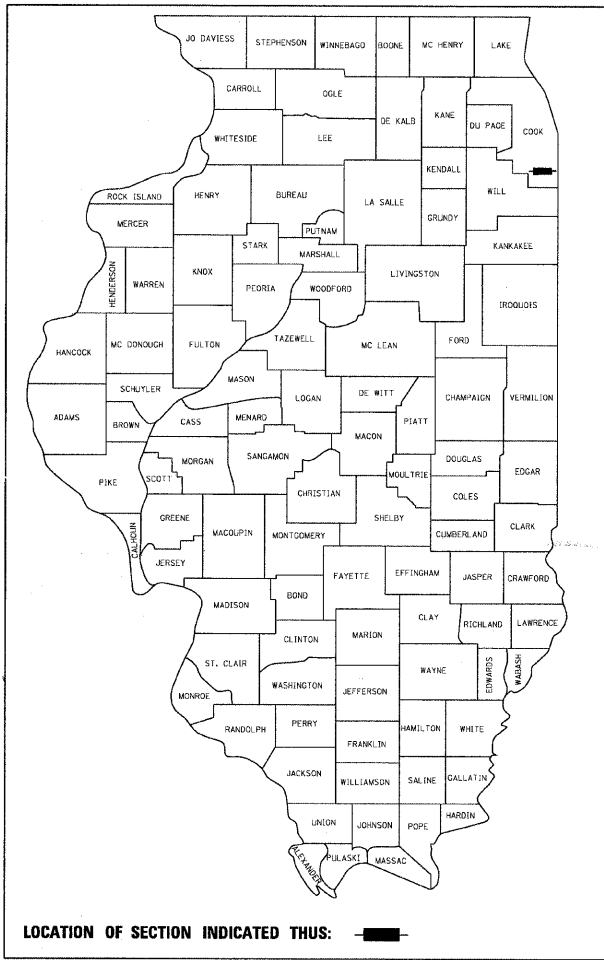 JO DAVIESS STEPHENSON WINNEBAGO BOONE MC HENRY LAKE
CARROLL OGLE
DE KALB KANE DU PAGE COOK
WHITESIDE LEE
KENDALL WILL
ROCK ISLAND HENRY BUREAU LA SALLE GRUNDY
MERCER PUTNAM
STARK MARSHALL KANKAKEE
HENDERSON WARREN KNOX PEORIA WOODFORD LIVINGSTON
IROQUOIS
HANCOCK MC DONOUGH FULTON TAZEWELL MC LEAN FORD
SCHUYLER MASON LOGAN DE WITT CHAMPAIGN VERMILION
ADAMS BROWN CASS MENARD PIATT
MACON
MORGAN SANGAMON DOUGLAS
PIKE SCOTT CHRISTIAN MOULTRIE COLES EDGAR
GREENE MACOUPIN SHELBY
CALHOUN MONTGOMERY CUMBERLAND CLARK
JERSEY FAYETTE EFFINGHAM JASPER CRAWFORD
MADISON BOND
CLAY RICHLAND LAWRENCE
CLINTON MARION
ST. CLAIR WAYNE EDWARDS WABASH
WASHINGTON JEFFERSON
MONROE
RANDOLPH PERRY HAMILTON WHITE
FRANKLIN
JACKSON WILLIAMSON SALINE GALLATIN
UNION JOHNSON POPE HARDIN
ALEXANDER PULASKI MASSAC
LOCATION OF SECTION INDICATED THUS: